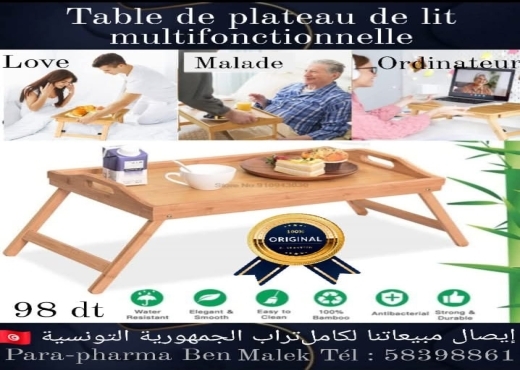 Table de plateau de lit
multifonctionnelle
Love
Malade
Ordinateur
100%
ORIGINAL
98 dt
Water
Resistant
Elegant &
Smooth
Easy to
Clean
100%
Bamboo
Antibacterial
Strong &
Durable
إيصال مبيعاتنا لكامل تراب الجمهورية التونسية
Para-pharma Ben Malek Tél : 58398861